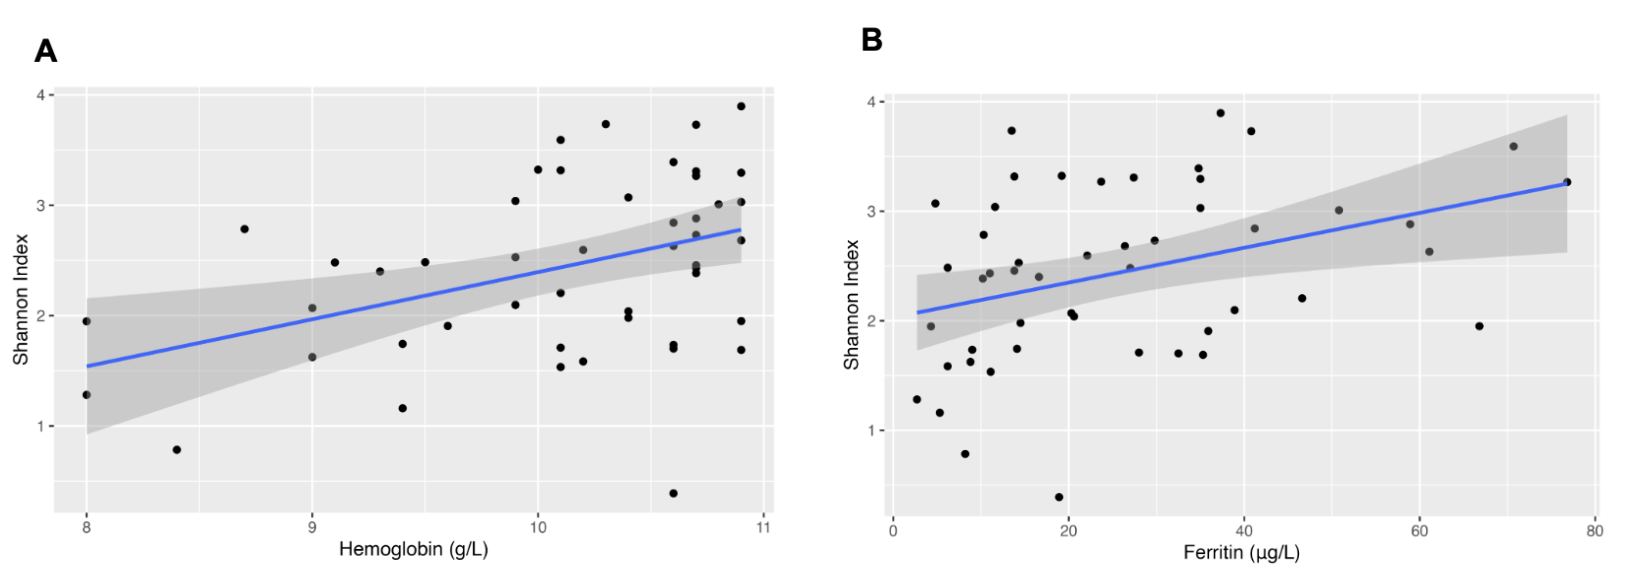 A
4
3
2
1
Shannon Index
8 9 10 11
Hemoglobin (g/L)
B
4
3
2
1
Shannon Index
0 20 40 60 80
Ferritin (µg/L)